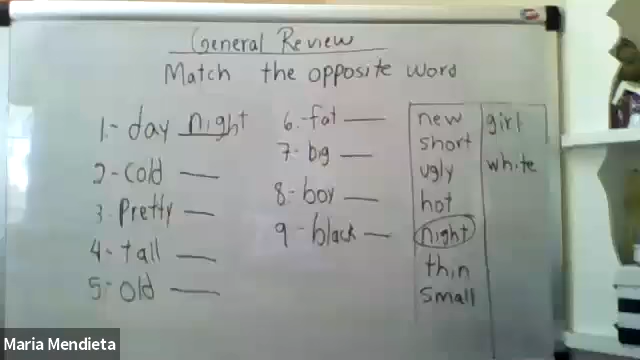 General Review
Match the opposite word
1.- day night
2-cold
3. pretty
4- tall
5- old
6.-fat
7- big
8-boy
9-black
new
short
ugly
hot
night
thin
small
girl
white
Maria Mendieta